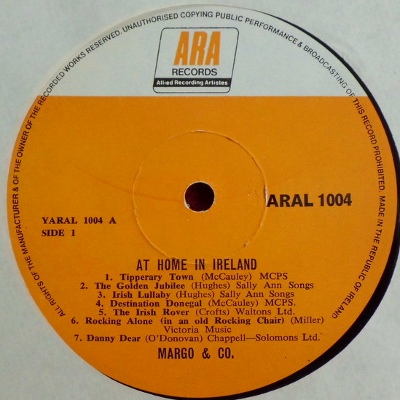 ALL RIGHTS OF THE MANUFACTURER & OF THE OWNER OF THE RECORDED WORKS RESERVED. UNAUTHORISED COPYING PUBLIC PERFORMANCE & BROADCASTING OF THIS RECORD PROHIBITED. MADE IN THE REPUBLIC OF IRELAND
ARA
RECORDS
Allied Recording Artistes
ARAL 1004
YARAL 1004 A
SIDE 1
AT HOME IN IRELAND
1. Tipperary Town (McCauley) MCPS
2. The Golden Jubilee (Hughes) Sally Ann Songs
3. Irish Lullaby (Hughes) Sally Ann Songs
4. Destination Donegal (McCauley) MCPS.
5. The Irish Rover (Crofts) Waltons Ltd.
6. Rocking Alone (in an old Rocking Chair) (Miller)
Victoria Music
7. Danny Dear (O'Donovan) Chappell—Solomons Ltd.
MARGO & CO.